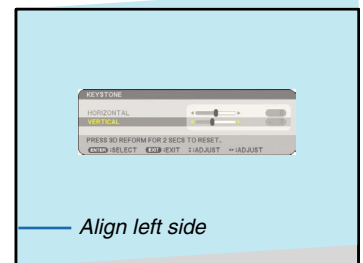 KEYSTONE
HORIZONTAL
VERTICAL
PRESS 3D REFORM FOR 2 SECS TO RESET.
ENTER :SELECT EXIT :EXIT ↕:ADJUST ↔:ADJUST
Align left side